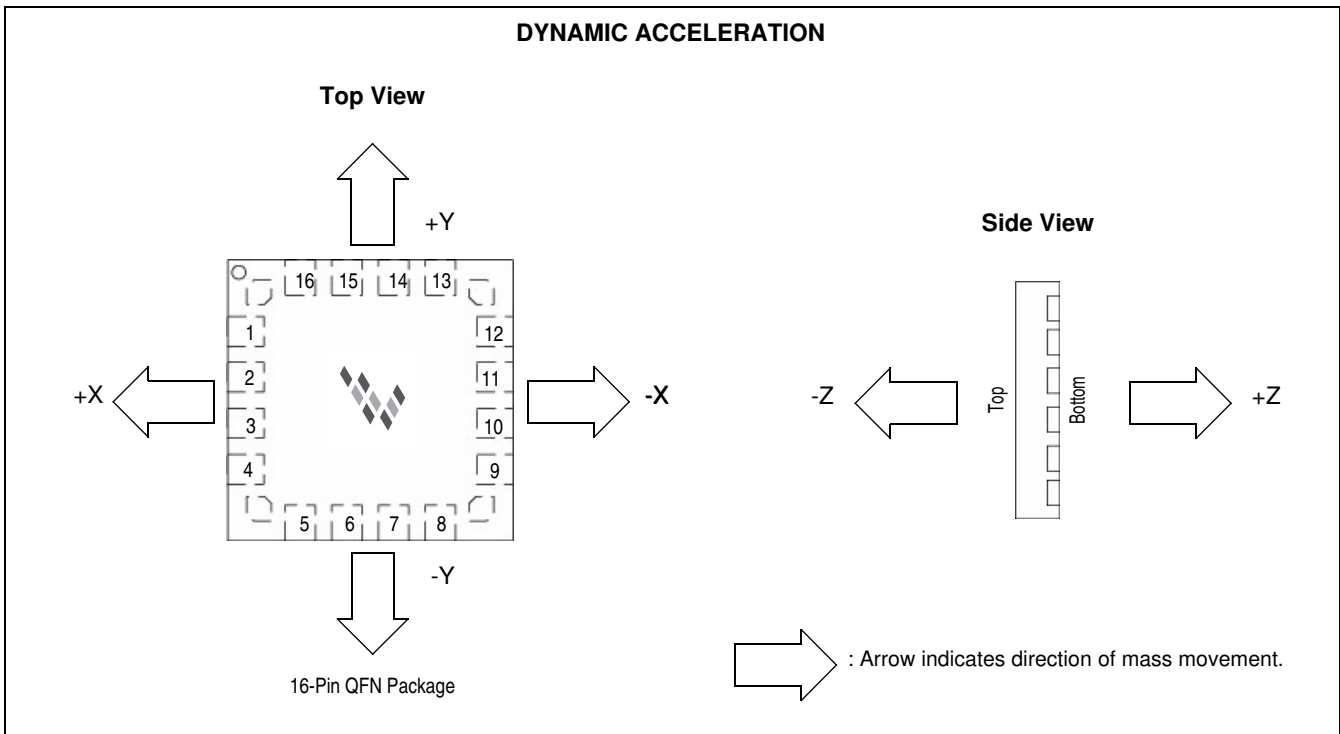 DYNAMIC ACCELERATION
Top View
+Y
Side View
16 15 14 13
1
12
2
11
+X
-X
-Z
Top
Bottom
+Z
3
10
4
9
5 6 7 8
-Y
: Arrow indicates direction of mass movement.
16-Pin QFN Package